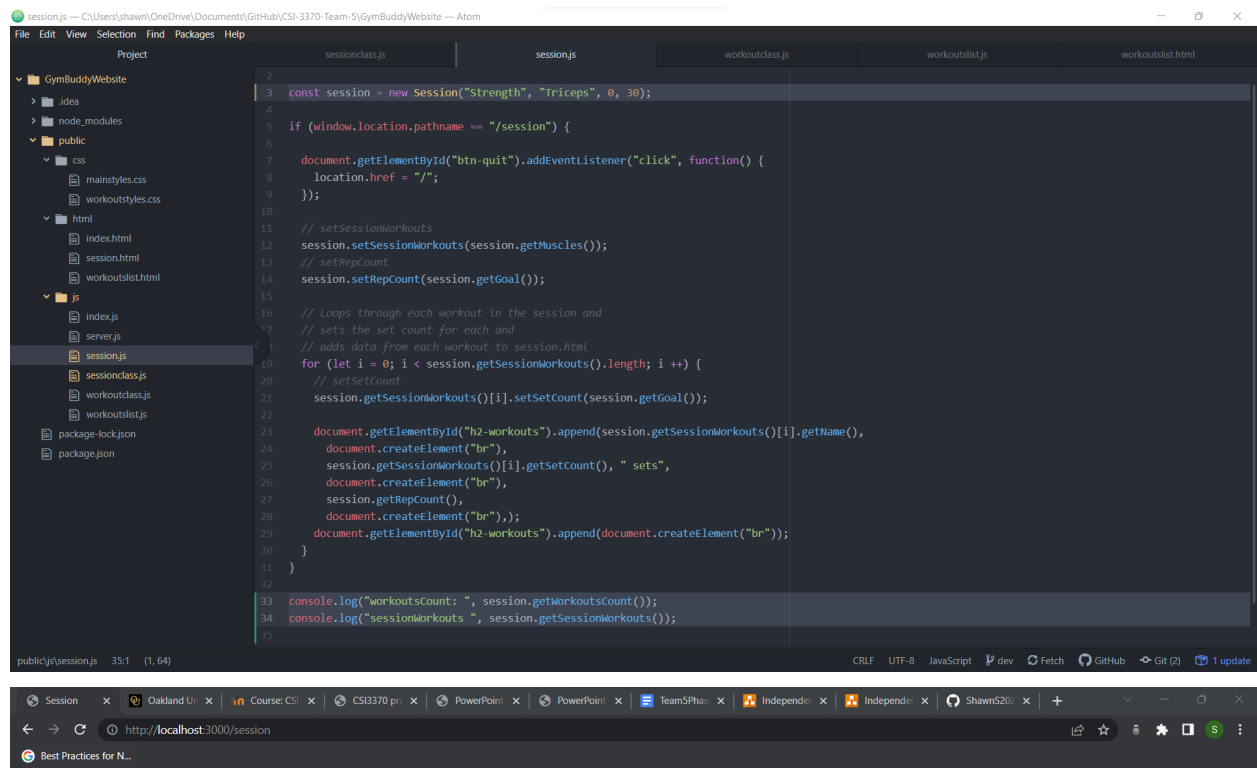 session.js — C:\Users\shawn\OneDrive\Documents\GitHub\CSI-3370-Team-5\GymBuddyWebsite — Atom
File Edit View Selection Find Packages Help
Project
sessionclass.js session.js workoutclass.js workoutslist.js workoutslist.html
GymBuddyWebsite
.idea
node_modules
public
css
mainstyles.css
workoutstyles.css
html
index.html
session.html
workoutslist.html
js
index.js
server.js
session.js
sessionclass.js
workoutclass.js
workoutslist.js
package-lock.json
package.json
2
3 const session = new Session("Strength", "Triceps", 0, 30);
4
5 if (window.location.pathname == "/session") {
6
7 document.getElementById("btn-quit").addEventListener("click", function() {
8 location.href = "/";
9 });
10
11 // setSessionWorkouts
12 session.setSessionWorkouts(session.getMuscles());
13 // setRepCount
14 session.setRepCount(session.getGoal());
15
16 // Loops through each workout in the session and
7 // sets the set count for each and
// adds data from each workout to session.html
19 for (let i = 0; i < session.getSessionWorkouts().length; i ++) {
20 // setSetCount
21 session.getSessionWorkouts()[i].setSetCount(session.getGoal());
22
23 document.getElementById("h2-workouts").append(session.getSessionWorkouts()[i].getName(),
24 document.createElement("br"),
25 session.getSessionWorkouts()[i].getSetCount(), " sets",
26 document.createElement("br"),
27 session.getRepCount(),
28 document.createElement("br"),);
29 document.getElementById("h2-workouts").append(document.createElement("br"));
30 }
31 }
32
33 console.log("workoutsCount: ", session.getWorkoutsCount());
34 console.log("sessionWorkouts ", session.getSessionWorkouts());
35
public\js\session.js 35:1 (1, 64) CRLF UTF-8 JavaScript dev Fetch GitHub Git (2) 1 update
Session Oakland Un Course: CSI CSI3370 pro PowerPoint PowerPoint Team5Phas Independen Independen ShawnS202
http://localhost:3000/session S
Best Practices for N...